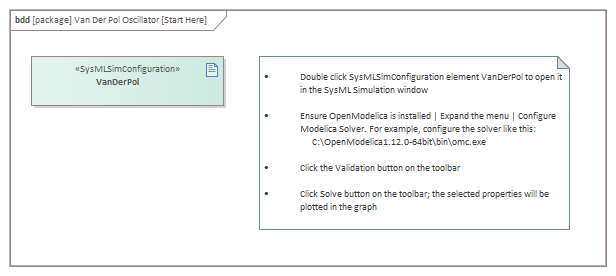 bdd [package] Van Der Pol Oscillator [Start Here]
«SysMLSimConfiguration»
VanDerPol
• Double click SysMLSimConfiguration element VanDerPol to open it
in the SysML Simulation window
• Ensure OpenModelica is installed | Expand the menu | Configure
Modelica Solver. For example, configure the solver like this:
C:\OpenModelica1.12.0-64bit\bin\omc.exe
• Click the Validation button on the toolbar
• Click Solve button on the toolbar; the selected properties will be
plotted in the graph